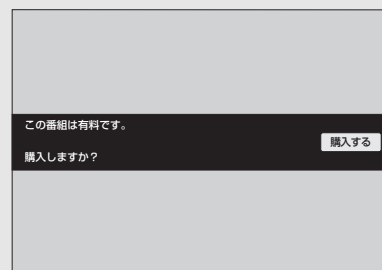 この番組は有料です。
購入する
購入しますか？